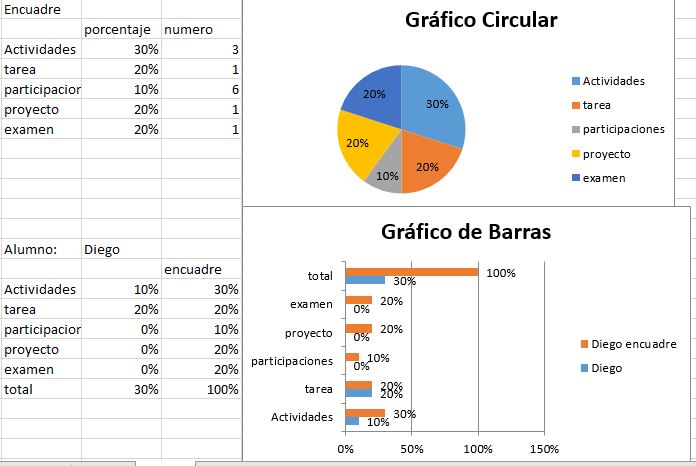 Encuadre
porcentaje numero
Actividades 30% 3
tarea 20% 1
participacior 10% 6
proyecto 20% 1
examen 20% 1
Alumno: Diego
encuadre
Actividades 10% 30%
tarea 20% 20%
participacior 0% 10%
proyecto 0% 20%
examen 0% 20%
total 30% 100%
Gráfico Circular
20%
30%
20%
10%
20%
Actividades
tarea
participaciones
proyecto
examen
Gráfico de Barras
total 100%
30%
examen 20%
0%
proyecto 20%
0%
participaciones 10%
0%
tarea 20%
20%
Actividades 30%
10%
0% 50% 100% 150%
Diego encuadre
Diego